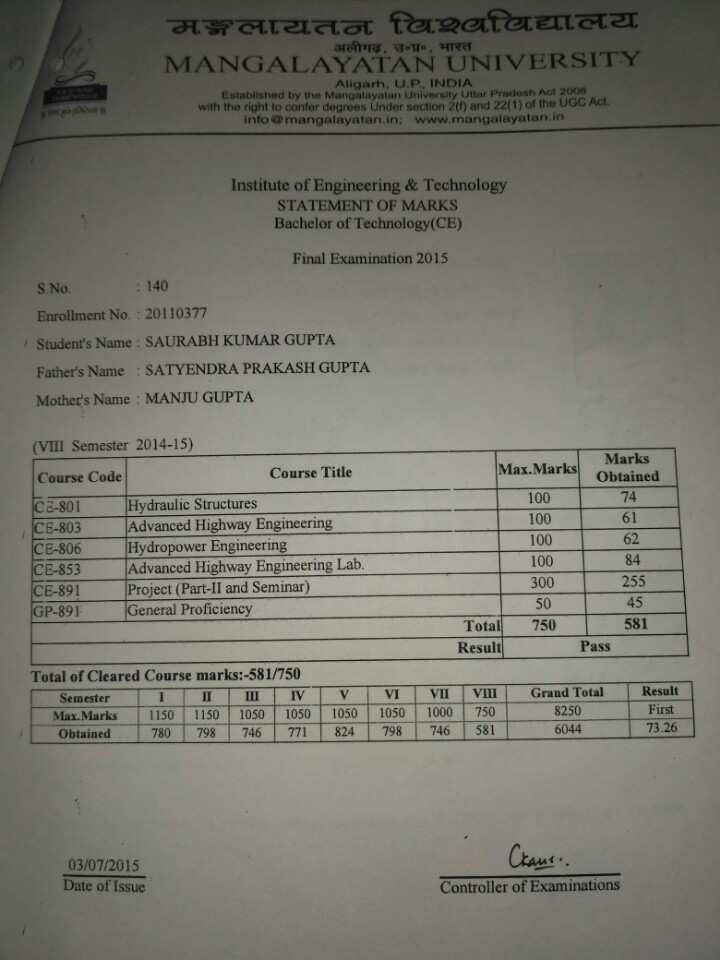 मङ्गलायतन विश्वविद्यालय
अलीगढ़, उ॰प्र॰, भारत
MANGALAYATAN UNIVERSITY
Aligarh, U.P., INDIA
Established by the Mangalayatan University Uttar Pradesh Act 2006
with the right to confer degrees Under section 2(f) and 22(1) of the UGC Act.
info@mangalayatan.in; www.mangalayatan.in
Institute of Engineering & Technology
STATEMENT OF MARKS
Bachelor of Technology(CE)
Final Examination 2015
S.No. : 140
Enrollment No. : 20110377
Student's Name : SAURABH KUMAR GUPTA
Father's Name : SATYENDRA PRAKASH GUPTA
Mother's Name : MANJU GUPTA
(VIII Semester 2014-15)
Course Code Course Title Max.Marks Marks Obtained
CE-801 Hydraulic Structures 100 74
CE-803 Advanced Highway Engineering 100 61
CE-806 Hydropower Engineering 100 62
CE-853 Advanced Highway Engineering Lab. 100 84
CE-891 Project (Part-II and Seminar) 300 255
GP-891 General Proficiency 50 45
Total 750 581
Result Pass
Total of Cleared Course marks:-581/750
Semester I II III IV V VI VII VIII Grand Total Result
Max.Marks 1150 1150 1050 1050 1050 1050 1000 750 8250 First
Obtained 780 798 746 771 824 798 746 581 6044 73.26
03/07/2015
Date of Issue
Controller of Examinations